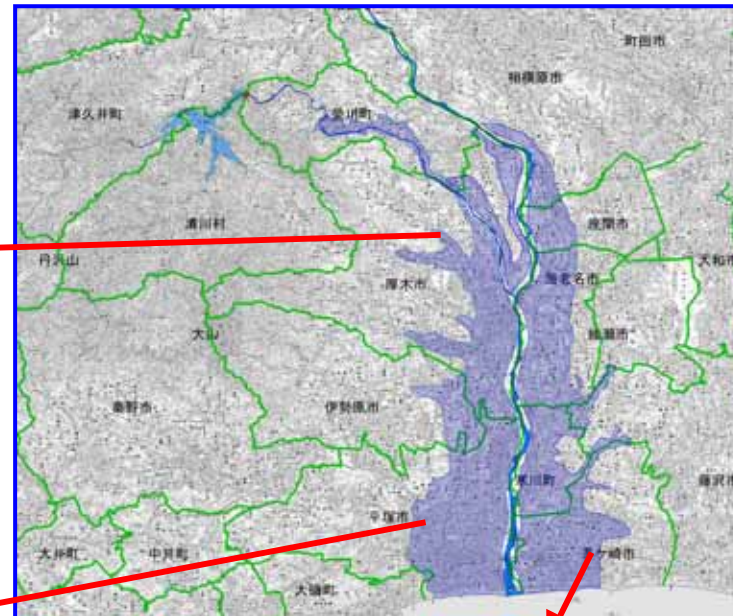 町田市
相模原市
津久井町
愛川町
清川村
座間市
丹沢山
大和市
厚木市
海老名市
大山
綾瀬市
秦野市
伊勢原市
寒川町
藤沢市
平塚市
茅ケ崎市
大井町
中井町
大磯町